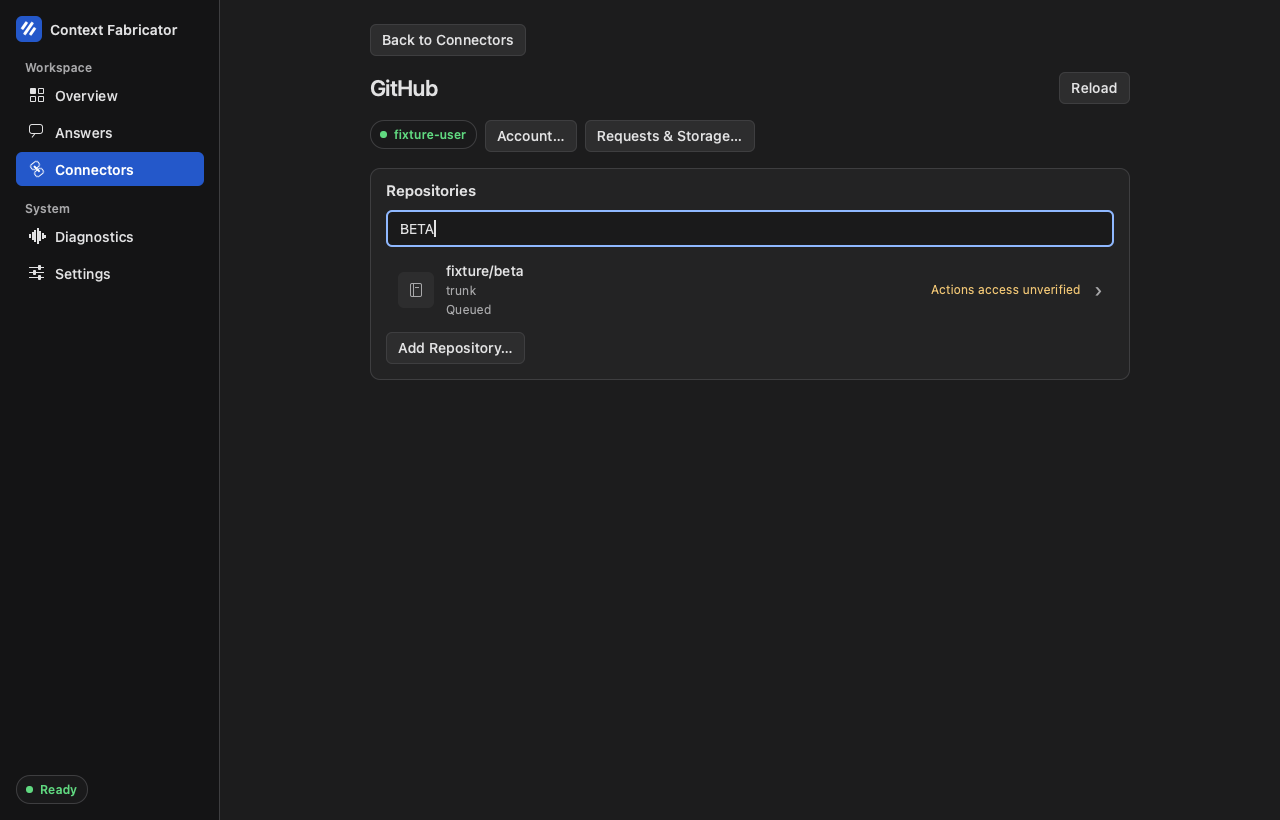 Context Fabricator
Workspace
Overview
Answers
Connectors
System
Diagnostics
Settings
Ready
Back to Connectors
GitHub
Reload
fixture-user
Account...
Requests & Storage...
Repositories
BETA
fixture/beta
trunk
Queued
Actions access unverified
Add Repository...